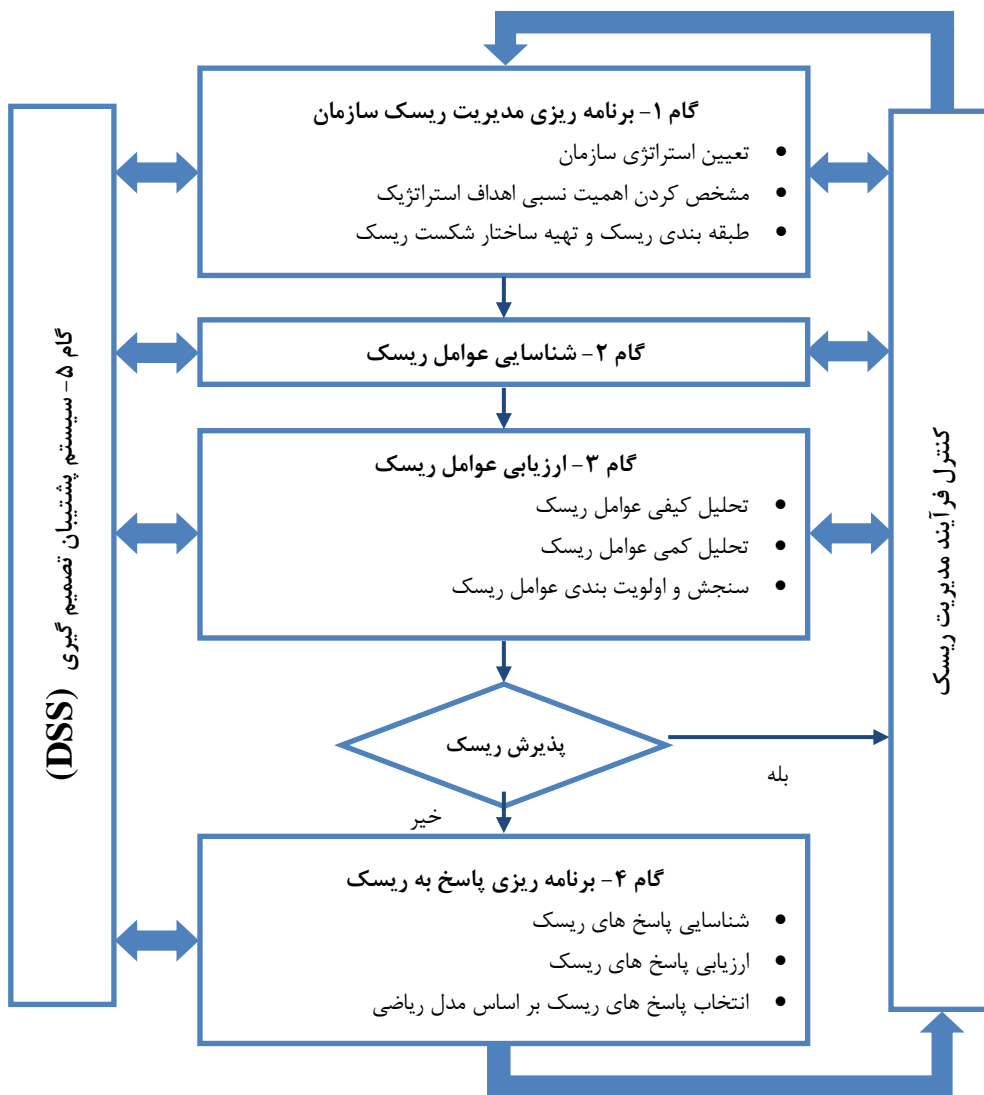 گام ۱- برنامه ریزی مدیریت ریسک سازمان
• تعیین استراتژی سازمان
• مشخص کردن اهمیت نسبی اهداف استراتژیک
• طبقه بندی ریسک و تهیه ساختار شکست ریسک
گام ۲- شناسایی عوامل ریسک
گام ۳- ارزیابی عوامل ریسک
• تحلیل کیفی عوامل ریسک
• تحلیل کمی عوامل ریسک
• سنجش و اولویت بندی عوامل ریسک
پذیرش ریسک
بله
خیر
گام ۴- برنامه ریزی پاسخ به ریسک
• شناسایی پاسخ های ریسک
• ارزیابی پاسخ های ریسک
• انتخاب پاسخ های ریسک بر اساس مدل ریاضی
کنترل فرآیند مدیریت ریسک
گام ۵- سیستم پشتیبان تصمیم گیری
(DSS)